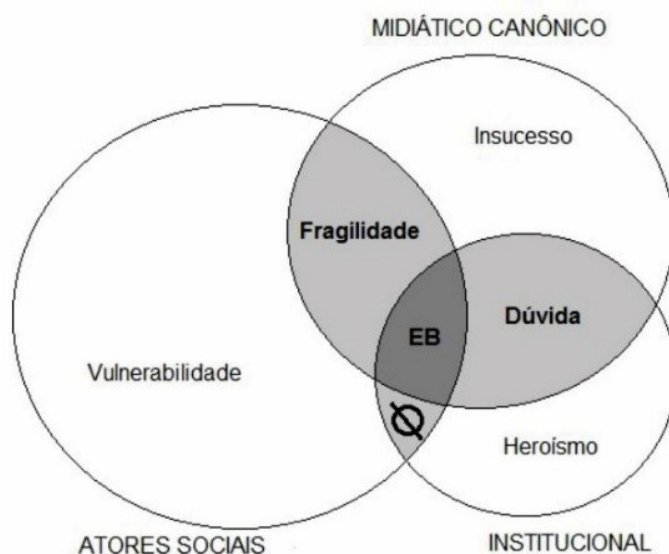 MIDIÁTICO CANÔNICO
Insucesso
Fragilidade
Dúvida
EB
Vulnerabilidade
Ø
Heroísmo
ATORES SOCIAIS
INSTITUCIONAL